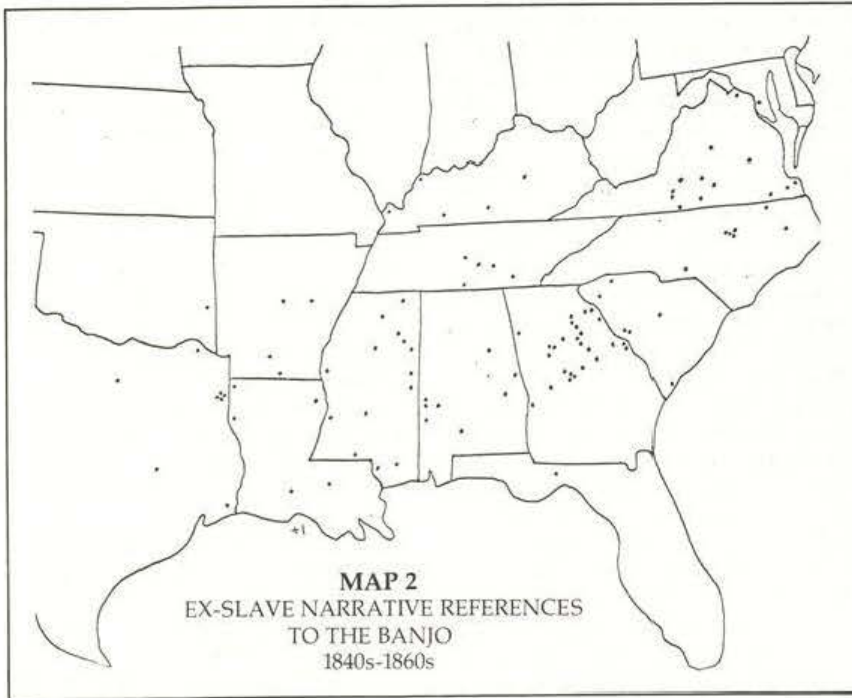 +1
MAP 2
EX-SLAVE NARRATIVE REFERENCES
TO THE BANJO
1840s-1860s